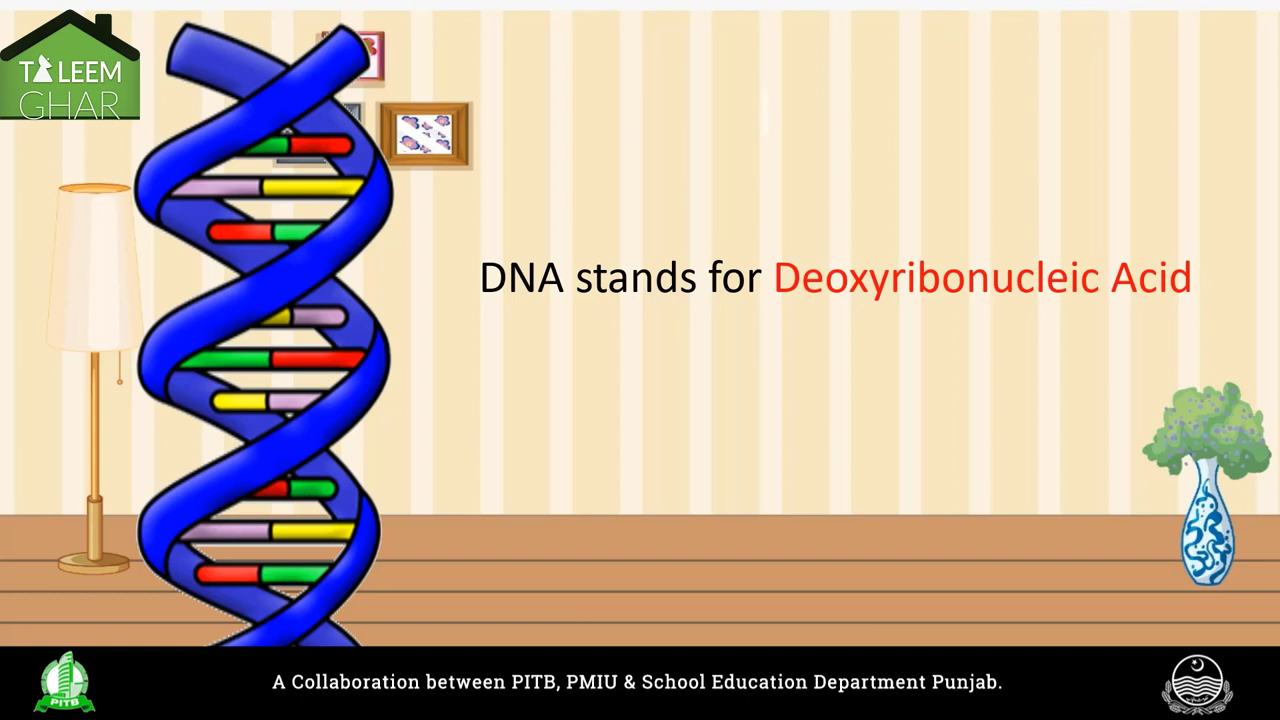 TALEEM
GHAR
DNA stands for Deoxyribonucleic Acid
PITB
A Collaboration between PITB, PMIU & School Education Department Punjab.